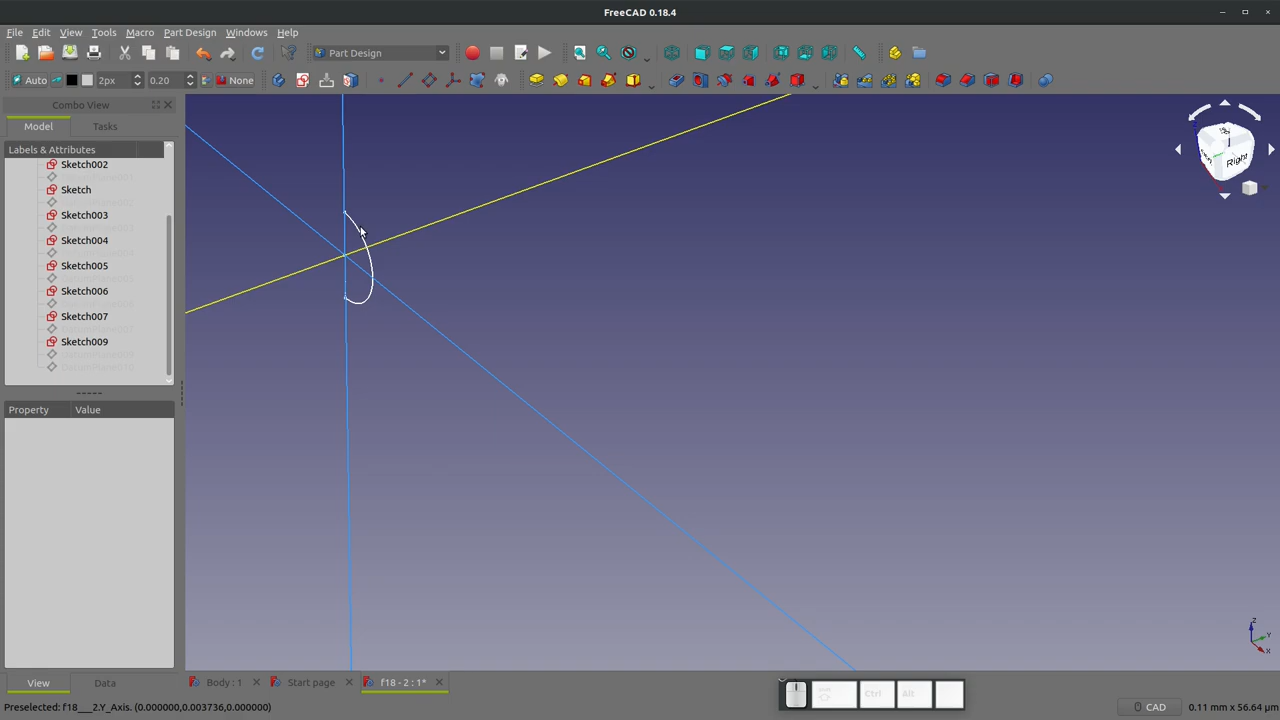 FreeCAD 0.18.4
File Edit View Tools Macro Part Design Windows Help
Part Design
Auto 2px 0.20 None
Combo View
Model Tasks
Labels & Attributes
Sketch002
Sketch
Sketch003
Sketch004
Sketch005
Sketch006
Sketch007
Sketch009
Property Value
Right
Z
Y
X
View Data
Body : 1 Start page f18 - 2 : 1*
Ctrl Alt
Preselected: f18___2.Y_Axis. (0.000000,0.003736,0.000000) CAD 0.11 mm x 56.64 µm